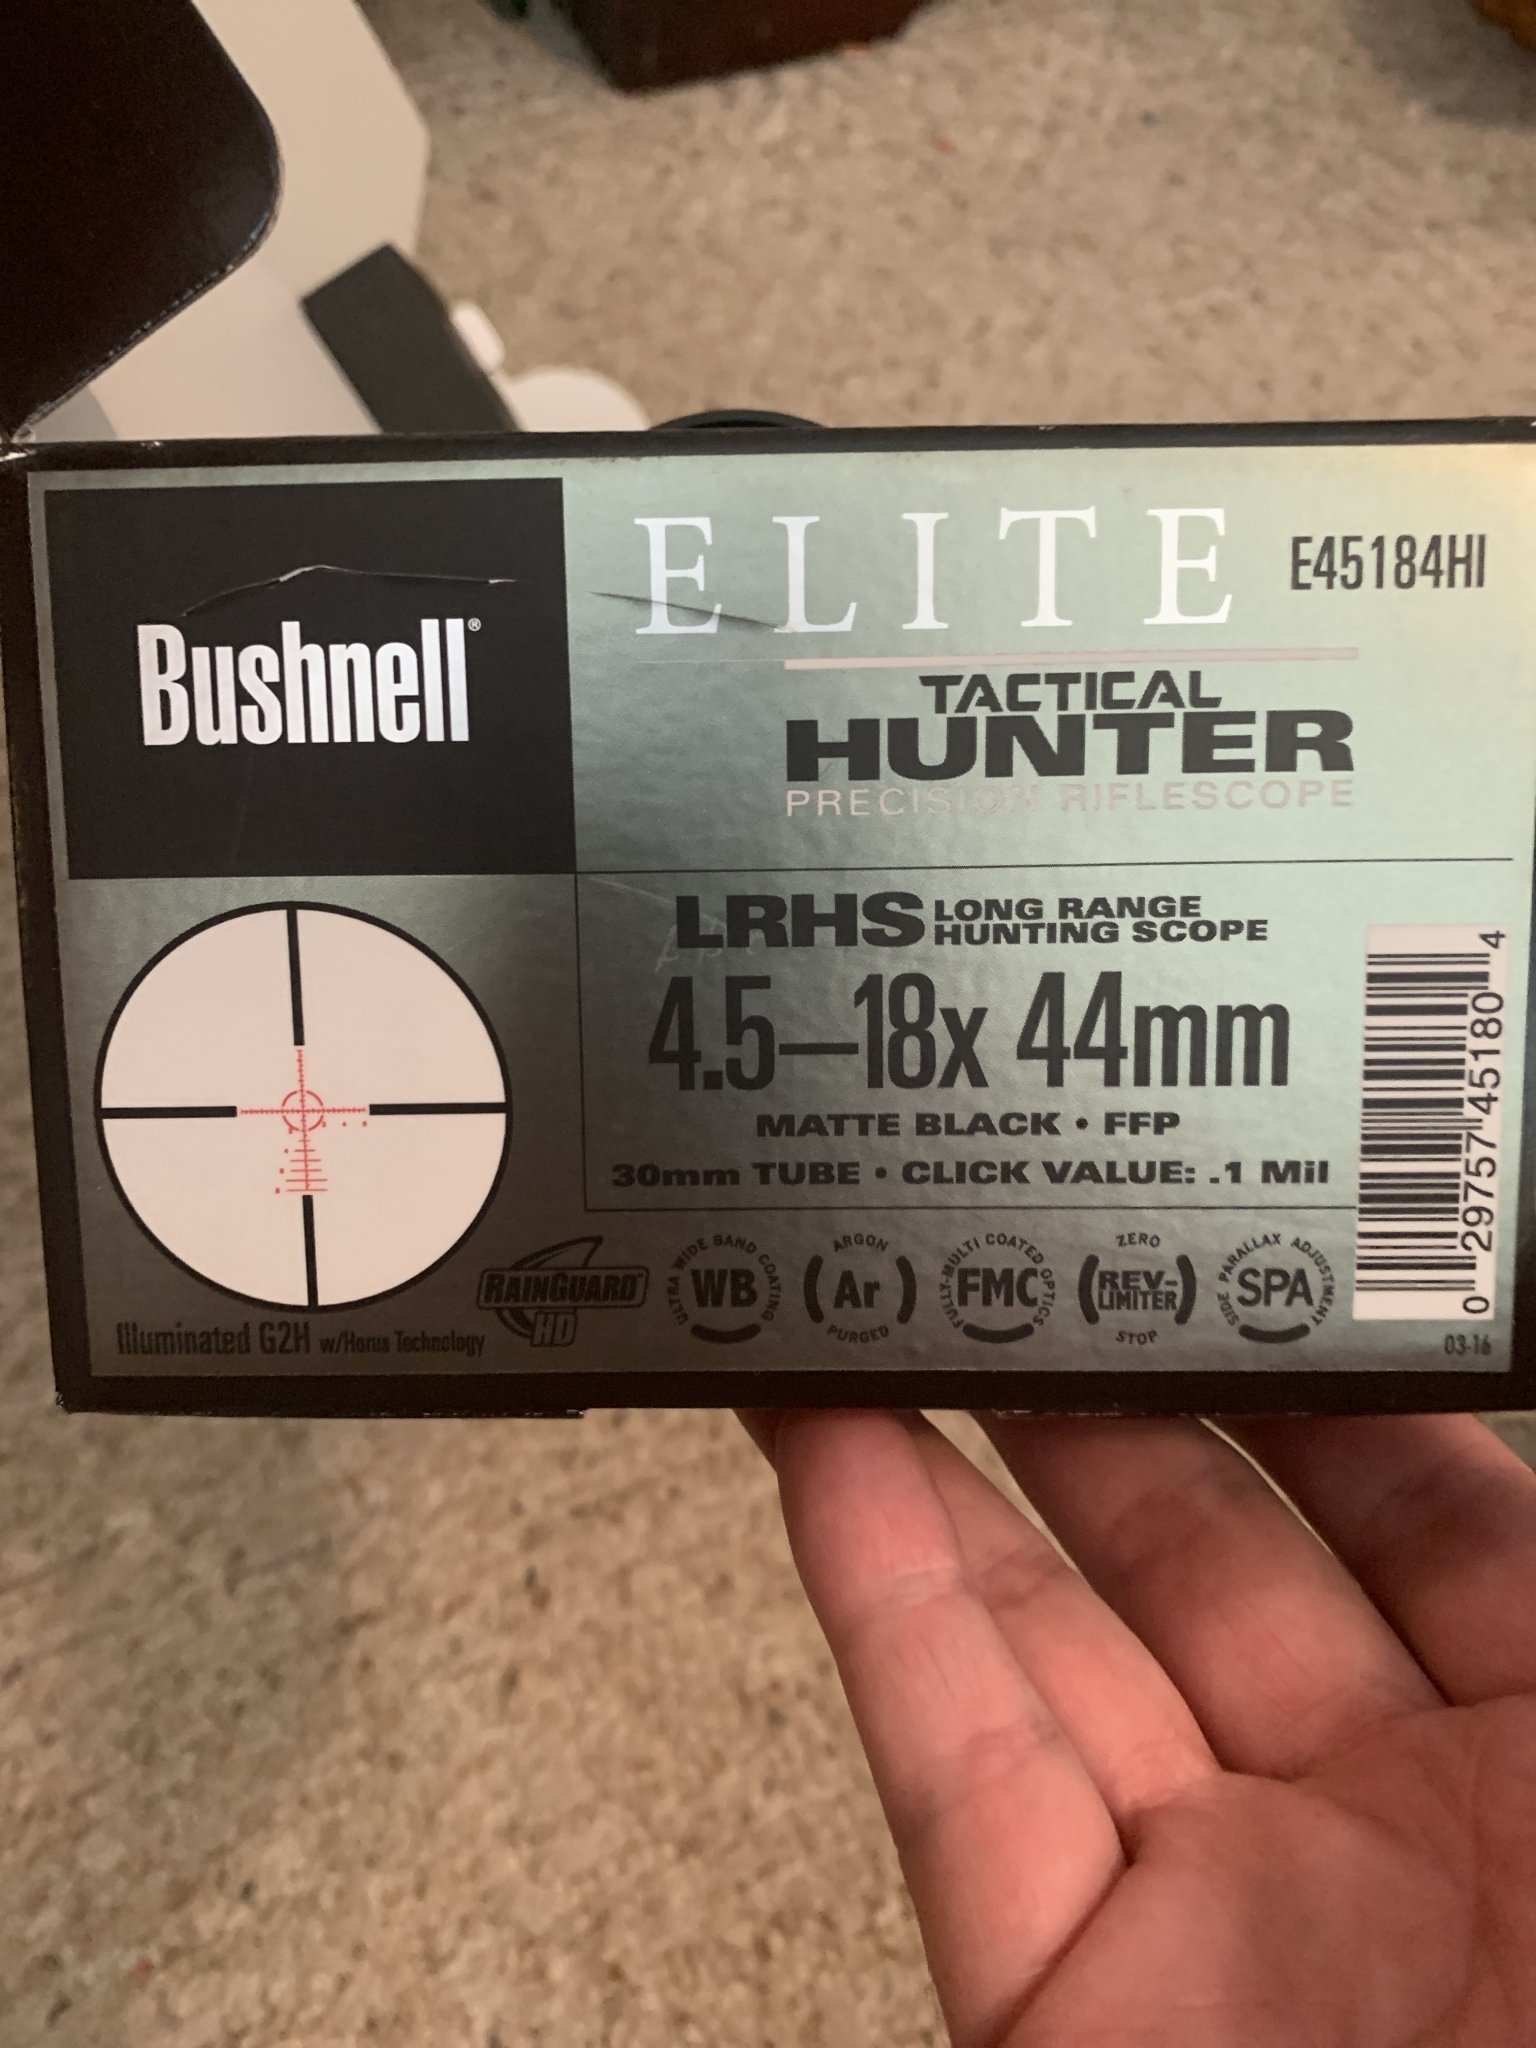 Bushnell®
ELITE
E45184HI
TACTICAL
HUNTER
PRECISION RIFLESCOPE
LRHS LONG RANGE
HUNTING SCOPE
4.5–18x 44mm
MATTE BLACK • FFP
30mm TUBE • CLICK VALUE: .1 Mil
Illuminated G2H w/Horus Technology
RAINGUARD®
HD
ULTRA WIDE BAND COATING
WB
ARGON
(Ar)
PURGED
FULLY-MULTI COATED OPTICS
FMC
ZERO
(REV-
LIMITER)
STOP
SIDE PARALLAX ADJUSTMENT
SPA
0 29757 45180 4
03-16